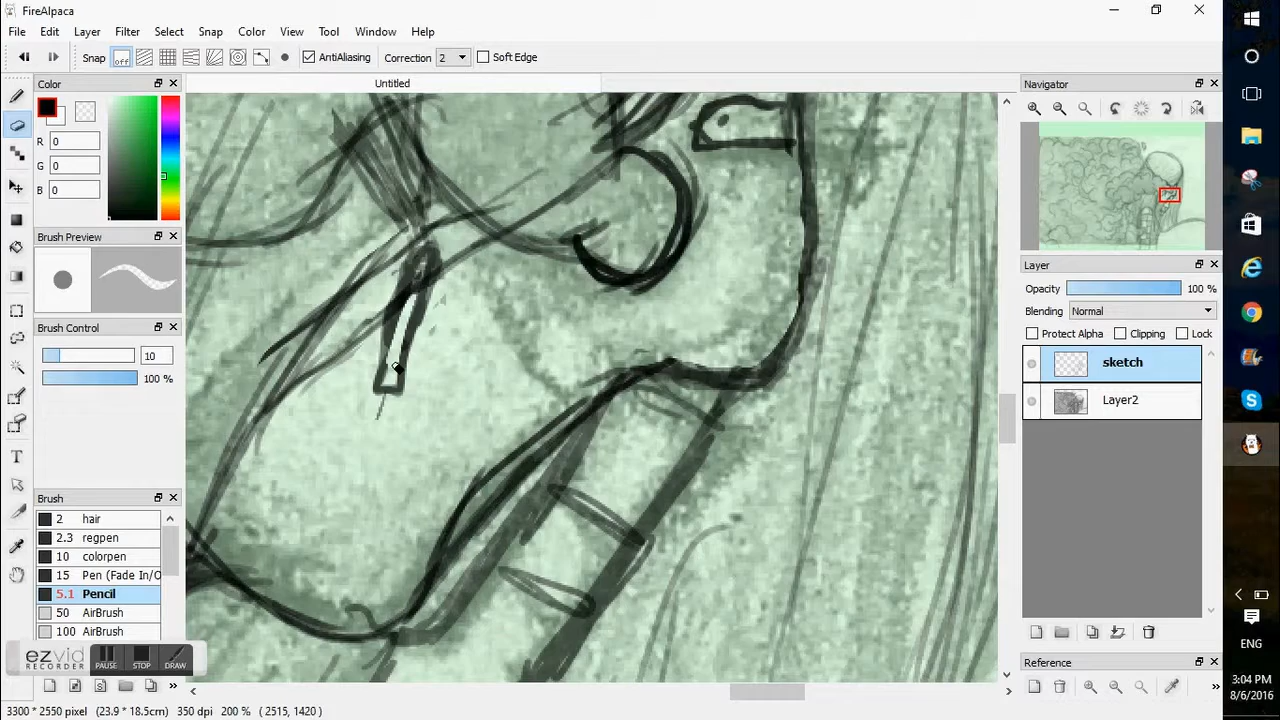 FireAlpaca
File Edit Layer Filter Select Snap Color View Tool Window Help
Snap off AntiAliasing Correction 2 Soft Edge
Color
R 0
G 0
B 0
Brush Preview
Brush Control
10
100 %
Brush
2 hair
2.3 regpen
10 colorpen
15 Pen (Fade In/O
5.1 Pencil
50 AirBrush
100 AirBrush
ezvid
RECORDER
PAUSE STOP DRAW
Untitled
Navigator
Layer
Opacity 100 %
Blending Normal
Protect Alpha Clipping Lock
sketch
Layer2
Reference
3300 * 2550 pixel (23.9 * 18.5cm) 350 dpi 200 % ( 2515, 1420 )
ENG
3:04 PM
8/6/2016